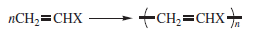 nCH₂=CHX ⟶ –(CH₂=CHX–)ₙ